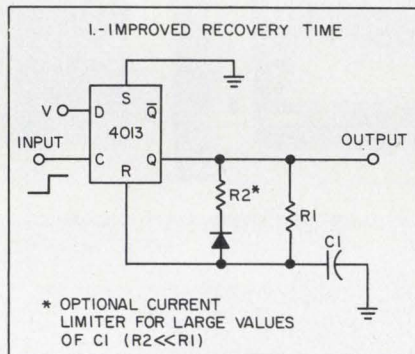 1.-IMPROVED RECOVERY TIME
S
V
D
Q
4013
INPUT
OUTPUT
C
Q
R
R2*
R1
C1
* OPTIONAL CURRENT
LIMITER FOR LARGE VALUES
OF C1 (R2<<R1)